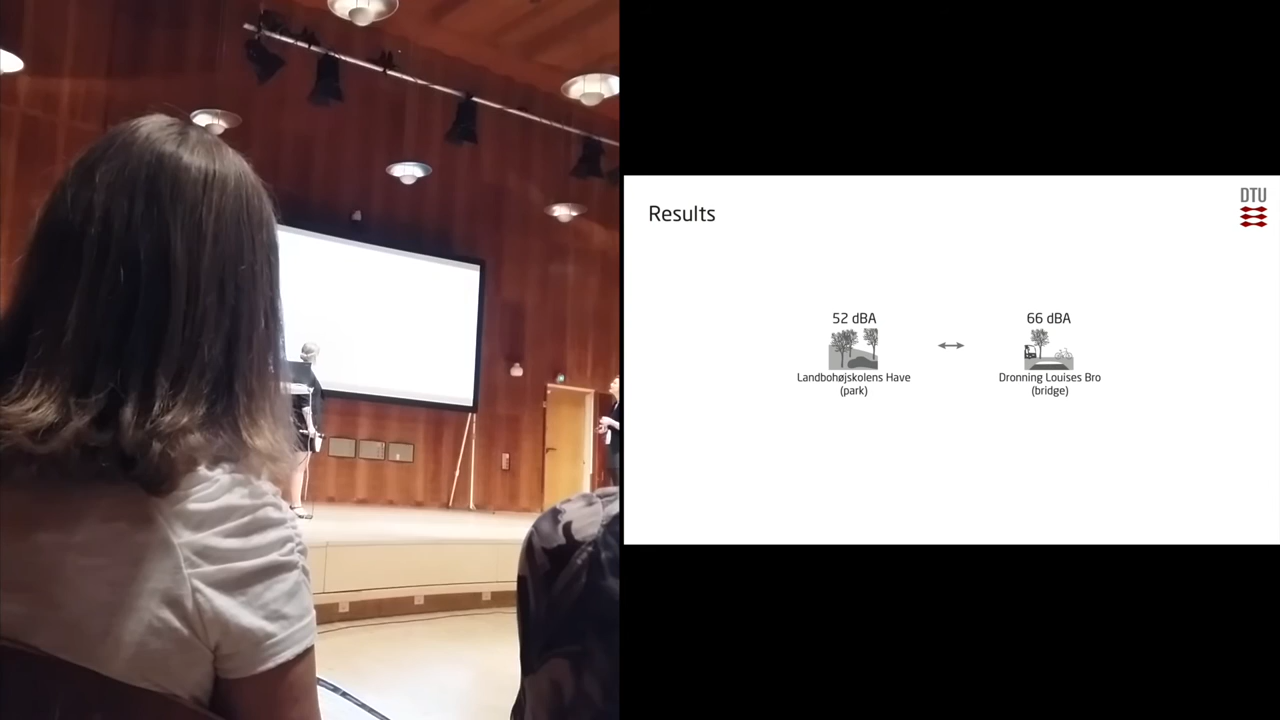 Results
DTU
52 dBA
66 dBA
Landbohøjskolens Have
(park)
Dronning Louises Bro
(bridge)